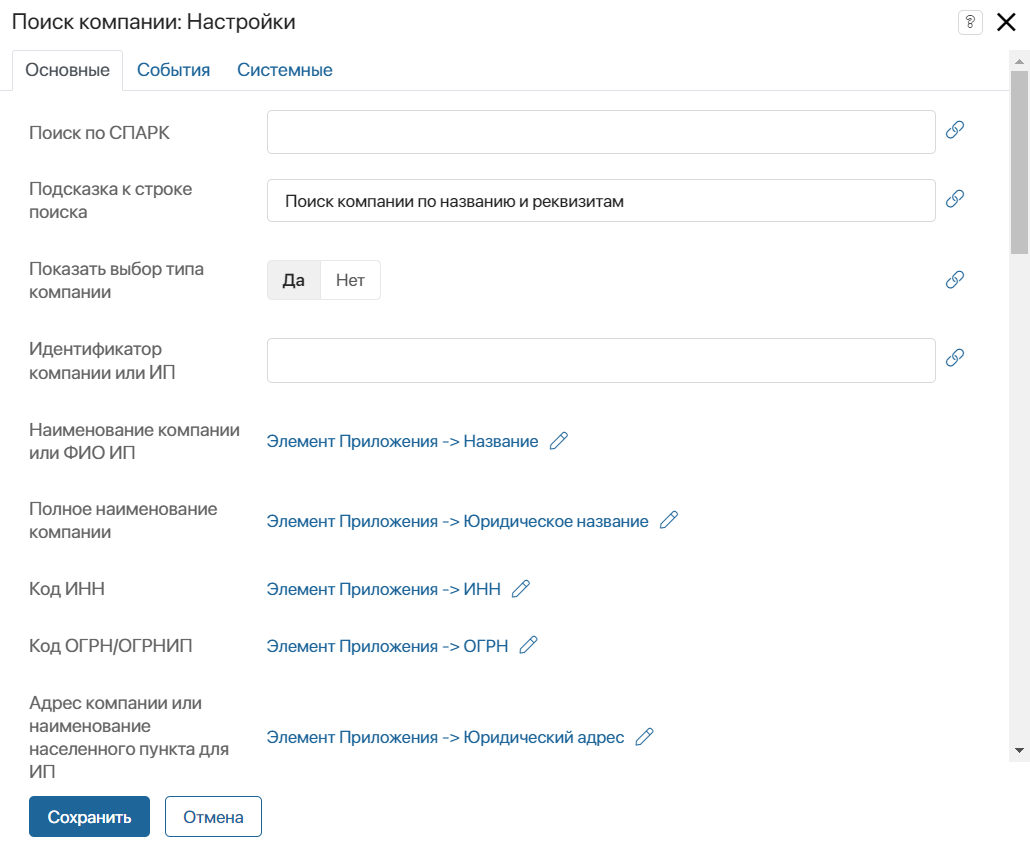 Поиск компании: Настройки
?
Основные События Системные
Поиск по СПАРК
Подсказка к строке
поиска
Поиск компании по названию и реквизитам
Показать выбор типа
компании
Да Нет
Идентификатор
компании или ИП
Наименование компании
или ФИО ИП
Элемент Приложения -> Название
Полное наименование
компании
Элемент Приложения -> Юридическое название
Код ИНН
Элемент Приложения -> ИНН
Код ОГРН/ОГРНИП
Элемент Приложения -> ОГРН
Адрес компании или
наименование
населенного пункта для
ИП
Элемент Приложения -> Юридический адрес
Сохранить Отмена